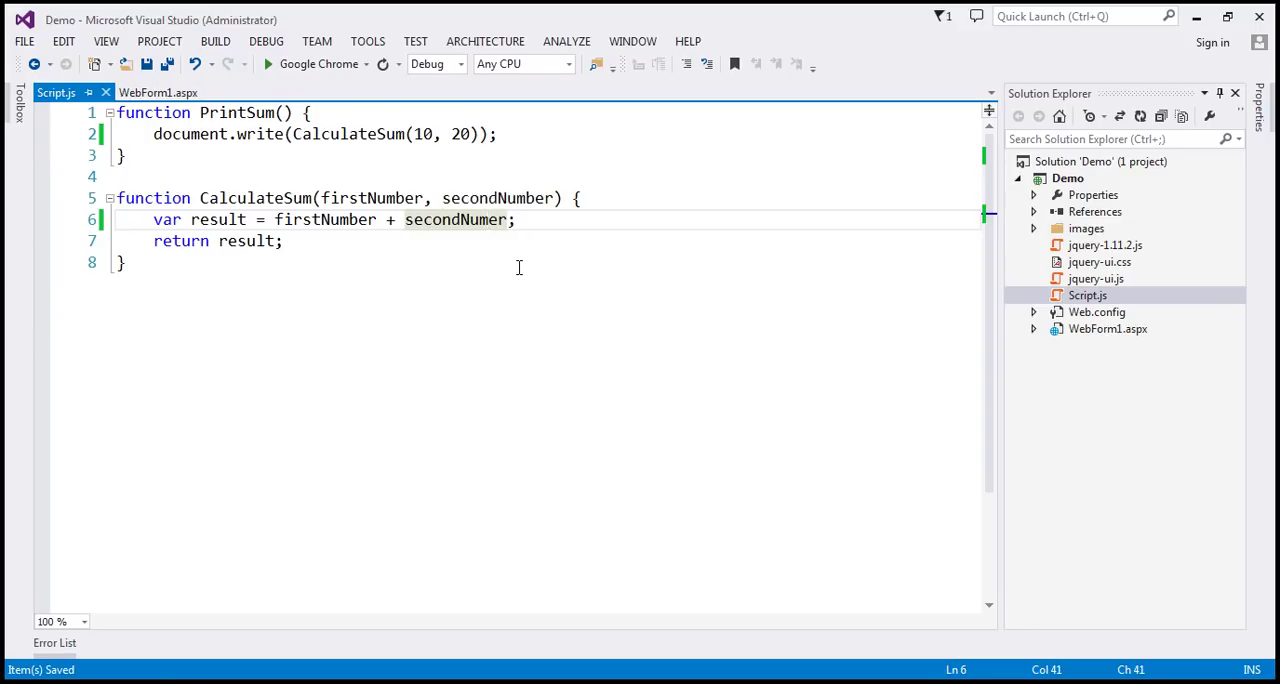 Demo - Microsoft Visual Studio (Administrator) 1 Quick Launch (Ctrl+Q)
FILE EDIT VIEW PROJECT BUILD DEBUG TEAM TOOLS TEST ARCHITECTURE ANALYZE WINDOW HELP Sign in
Google Chrome Debug Any CPU
Toolbox
Script.js WebForm1.aspx
1 function PrintSum() {
2 document.write(CalculateSum(10, 20));
3 }
4
5 function CalculateSum(firstNumber, secondNumber) {
6 var result = firstNumber + secondNumer;
7 return result;
8 }
100 %
Error List
Solution Explorer
Search Solution Explorer (Ctrl+;)
Solution 'Demo' (1 project)
Demo
Properties
References
images
jquery-1.11.2.js
jquery-ui.css
jquery-ui.js
Script.js
Web.config
WebForm1.aspx
Properties
Item(s) Saved Ln 6 Col 41 Ch 41 INS